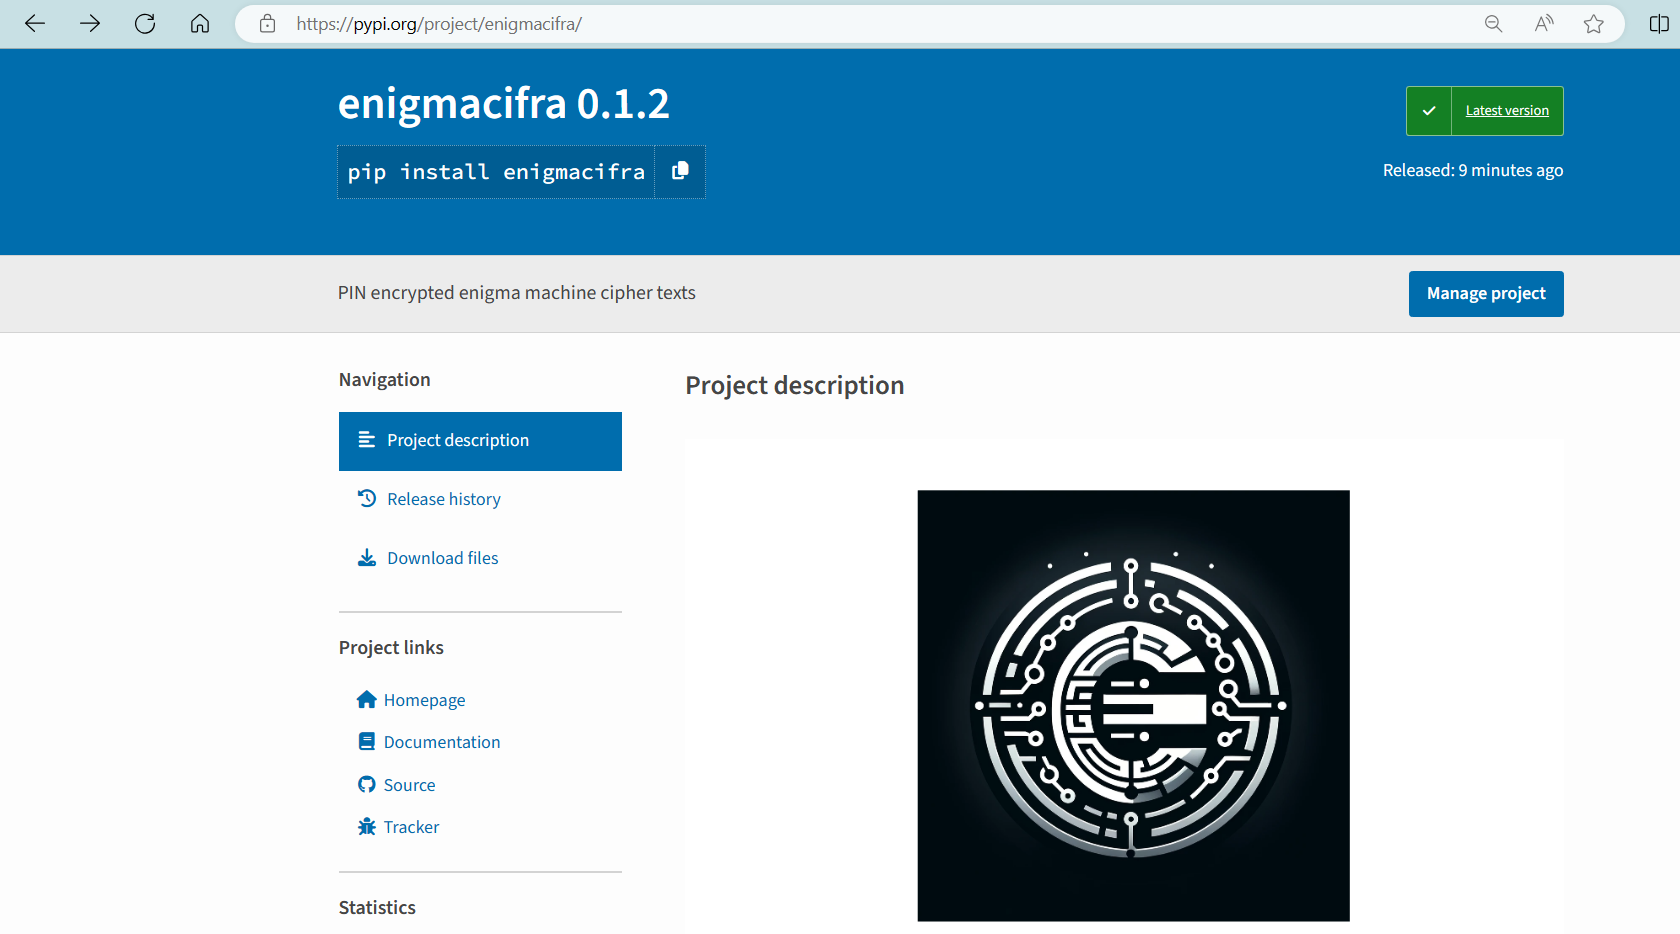 https://pypi.org/project/enigmacifra/
enigmacifra 0.1.2
pip install enigmacifra
Latest version
Released: 9 minutes ago
PIN encrypted enigma machine cipher texts
Manage project
Navigation
Project description
Release history
Download files
Project links
Homepage
Documentation
Source
Tracker
Statistics
Project description